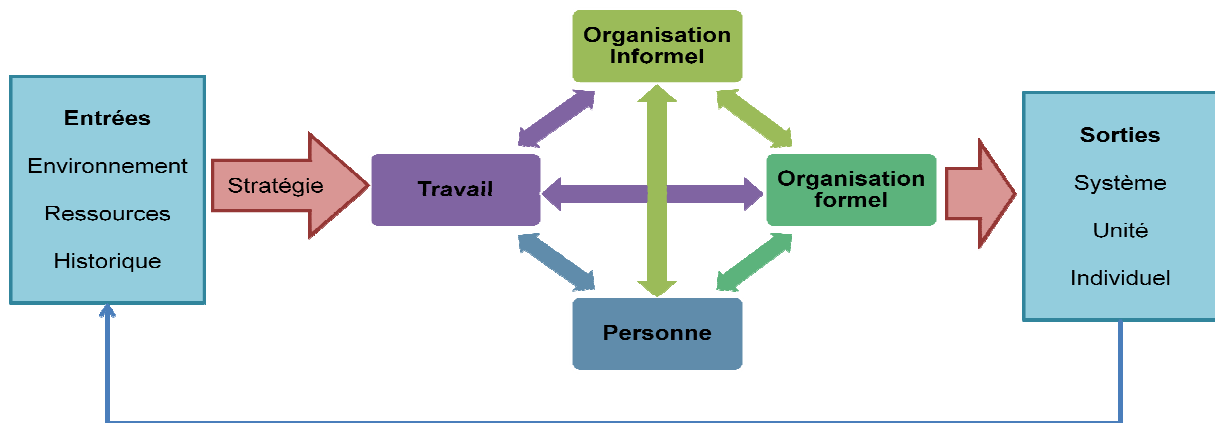 Entrées
Environnement
Ressources
Historique
Stratégie
Travail
Organisation
Informel
Organisation
formel
Personne
Sorties
Système
Unité
Individuel